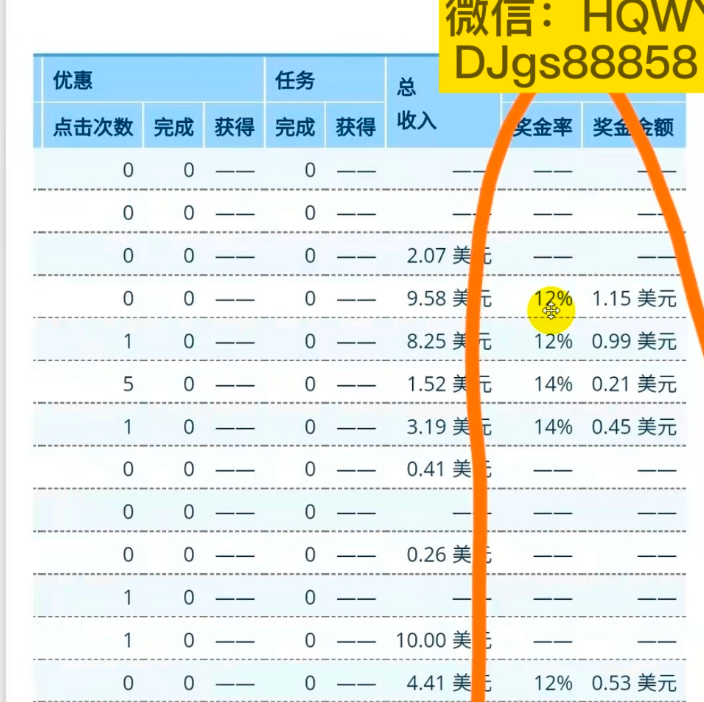 微信：HQWY
DJgs88858
优惠 任务 总收入
点击次数 完成 获得 完成 获得 奖金率 奖金金额
0 0 —— 0 —— —— —— ——
0 0 —— 0 —— —— —— ——
0 0 —— 0 —— 2.07 美元 —— ——
0 0 —— 0 —— 9.58 美元 12% 1.15 美元
1 0 —— 0 —— 8.25 美元 12% 0.99 美元
5 0 —— 0 —— 1.52 美元 14% 0.21 美元
1 0 —— 0 —— 3.19 美元 14% 0.45 美元
0 0 —— 0 —— 0.41 美元 —— ——
0 0 —— 0 —— —— —— ——
0 0 —— 0 —— 0.26 美元 —— ——
1 0 —— 0 —— —— —— ——
1 0 —— 0 —— 10.00 美元 —— ——
0 0 —— 0 —— 4.41 美元 12% 0.53 美元